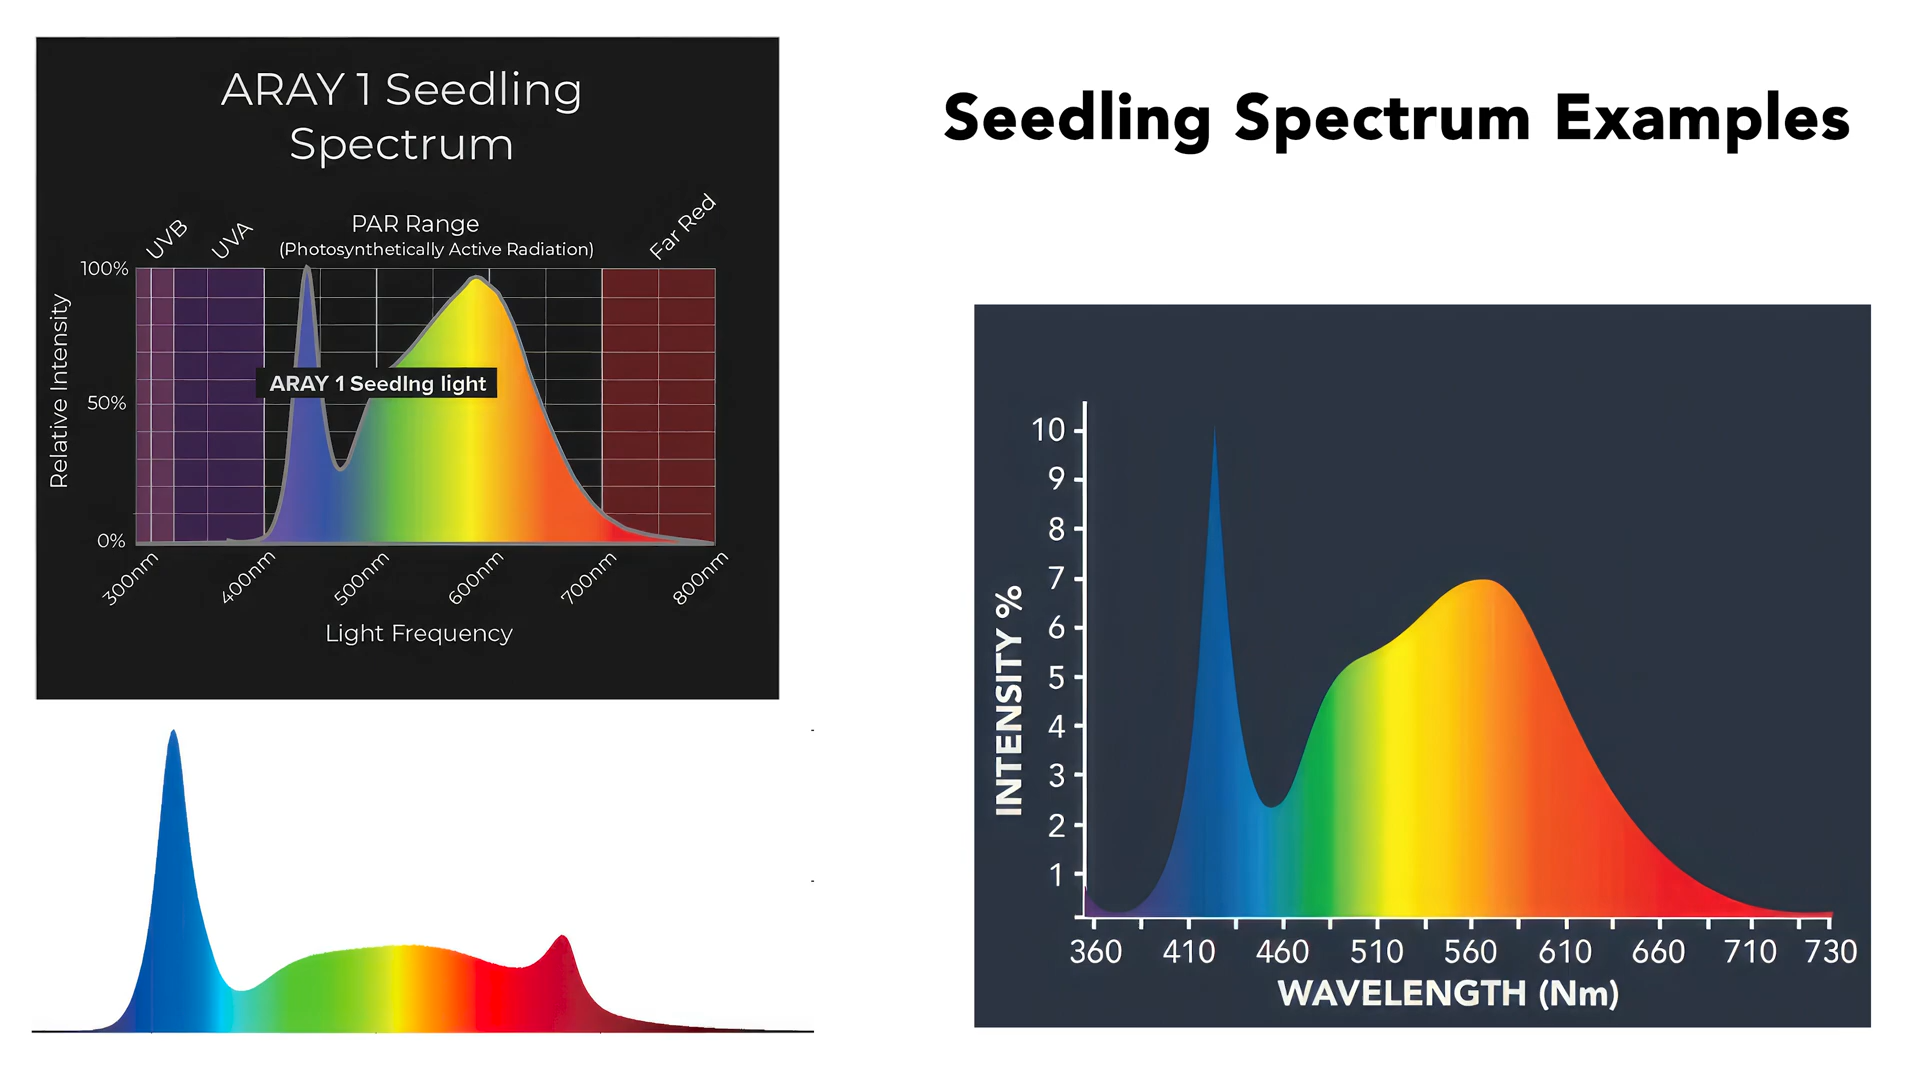 ARAY 1 Seedling
Spectrum
UVB
UVA
PAR Range
(Photosynthetically Active Radiation)
Far Red
100%
50%
0%
Relative Intensity
ARAY 1 Seedlng light
300nm
400nm
500nm
600nm
700nm
800nm
Light Frequency
Seedling Spectrum Examples
INTENSITY %
10
9
8
7
6
5
4
3
2
1
360 410 460 510 560 610 660 710 730
WAVELENGTH (Nm)